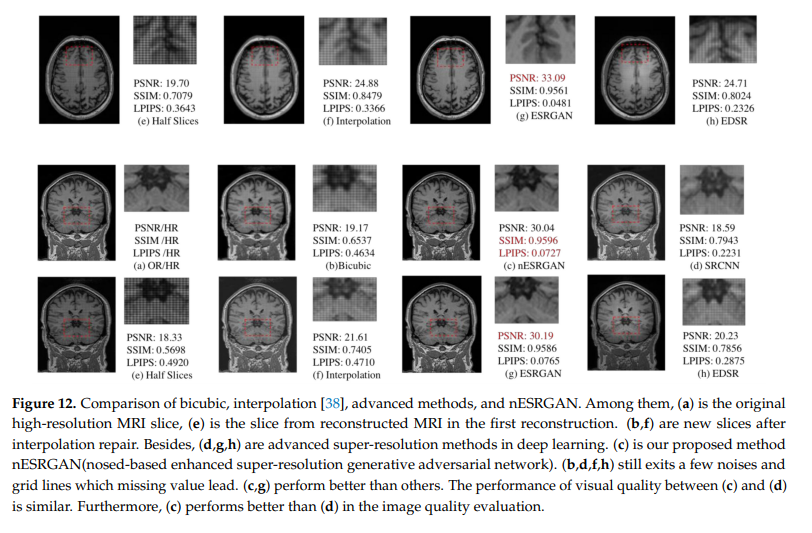 PSNR: 19.70
SSIM: 0.7079
LPIPS: 0.3643
(e) Half Slices
PSNR: 24.88
SSIM: 0.8479
LPIPS: 0.3366
(f) Interpolation
PSNR: 33.09
SSIM: 0.9561
LPIPS: 0.0481
(g) ESRGAN
PSNR: 24.71
SSIM: 0.8024
LPIPS: 0.2326
(h) EDSR
PSNR/HR
SSIM /HR
LPIPS /HR
(a) OR/HR
PSNR: 19.17
SSIM: 0.6537
LPIPS: 0.4634
(b)Bicubic
PSNR: 30.04
SSIM: 0.9596
LPIPS: 0.0727
(c) nESRGAN
PSNR: 18.59
SSIM: 0.7943
LPIPS: 0.2231
(d) SRCNN
PSNR: 18.33
SSIM: 0.5698
LPIPS: 0.4920
(e) Half Slices
PSNR: 21.61
SSIM: 0.7405
LPIPS: 0.4710
(f) Interpolation
PSNR: 30.19
SSIM: 0.9586
LPIPS: 0.0765
(g) ESRGAN
PSNR: 20.23
SSIM: 0.7856
LPIPS: 0.2875
(h) EDSR
Figure 12. Comparison of bicubic, interpolation [38], advanced methods, and nESRGAN. Among them, (a) is the original
high-resolution MRI slice, (e) is the slice from reconstructed MRI in the first reconstruction. (b,f) are new slices after
interpolation repair. Besides, (d,g,h) are advanced super-resolution methods in deep learning. (c) is our proposed method
nESRGAN(nosed-based enhanced super-resolution generative adversarial network). (b,d,f,h) still exits a few noises and
grid lines which missing value lead. (c,g) perform better than others. The performance of visual quality between (c) and (d)
is similar. Furthermore, (c) performs better than (d) in the image quality evaluation.